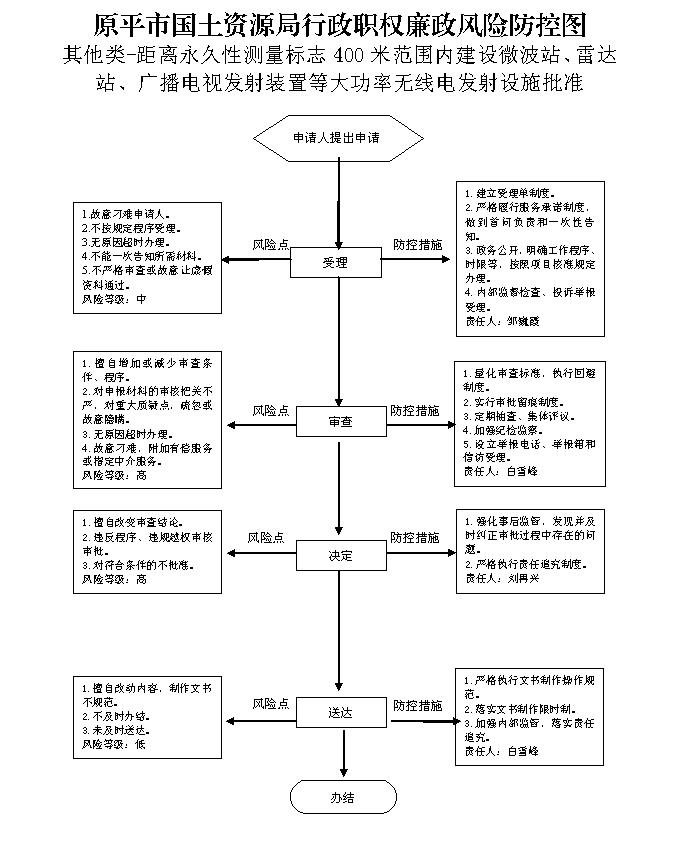 原平市国土资源局行政职权廉政风险防控图
其他类-距离永久性测量标志 400 米范围内建设微波站、雷达
站、广播电视发射装置等大功率无线电发射设施批准
申请人提出申请
1.故意刁难申请人。
2.不按规定程序受理。
3.无原因超时办理。
4.不能一次告知所需材料。
5.不严格审查或故意让虚假
资料通过。
风险等级：中
风险点
受理
防控措施
1. 建立受理单制度。
2. 严格履行服务承诺制度，
做到首问负责和一次性告
知。
3. 政务公开，明确工作程序、
时限等，按照项目核准规定
办理。
4. 内部监督检查、投诉举报
受理。
责任人：邹巍霞
1. 擅自增加或减少审查条
件、程序。
2. 对申报材料的审核把关不
严，对重大质疑点，疏忽或
故意隐瞒。
3. 无原因超时办理。
4. 故意刁难，附加有偿服务
或指定中介服务。
风险等级：高
风险点
审查
防控措施
1. 量化审查标准，执行回避
制度。
2. 实行审批留痕制度。
3. 定期抽查、集体评议。
4. 加强纪检监察。
5. 设立举报电话、举报箱和
信访受理。
责任人：白雪峰
1. 擅自改变审查结论。
2. 违反程序、违规越权审核
审批。
3. 对符合条件的不批准。
风险等级：高
风险点
决定
防控措施
1. 强化事后监管，发现并及
时纠正审批过程中存在的问
题。
2. 严格执行责任追究制度。
责任人：刘再兴
1. 擅自改动内容，制作文书
不规范。
2. 不及时办结。
3. 未及时送达。
风险等级：低
风险点
送达
防控措施
1. 严格执行文书制作操作规
范。
2. 落实文书制作限时制。
3. 加强内部监管，落实责任
追究。
责任人：白雪峰
办结